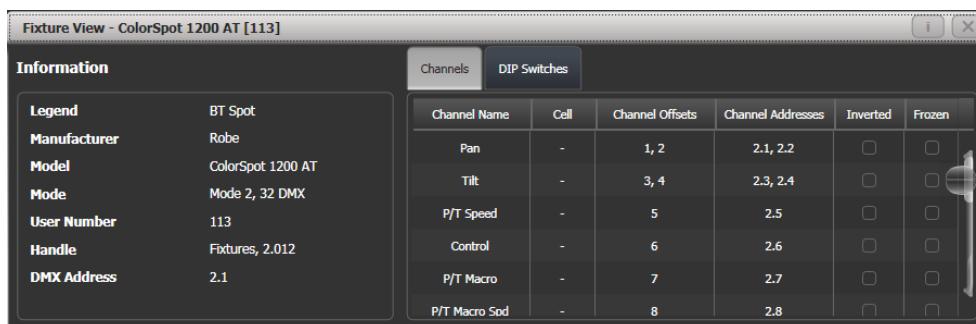 Fixture View - ColorSpot 1200 AT [113]
i
Information
Legend BT Spot
Manufacturer Robe
Model ColorSpot 1200 AT
Mode Mode 2, 32 DMX
User Number 113
Handle Fixtures, 2.012
DMX Address 2.1
Channels DIP Switches
Channel Name Cell Channel Offsets Channel Addresses Inverted Frozen
Pan - 1, 2 2.1, 2.2
Tilt - 3, 4 2.3, 2.4
P/T Speed - 5 2.5
Control - 6 2.6
P/T Macro - 7 2.7
P/T Macro Spd - 8 2.8